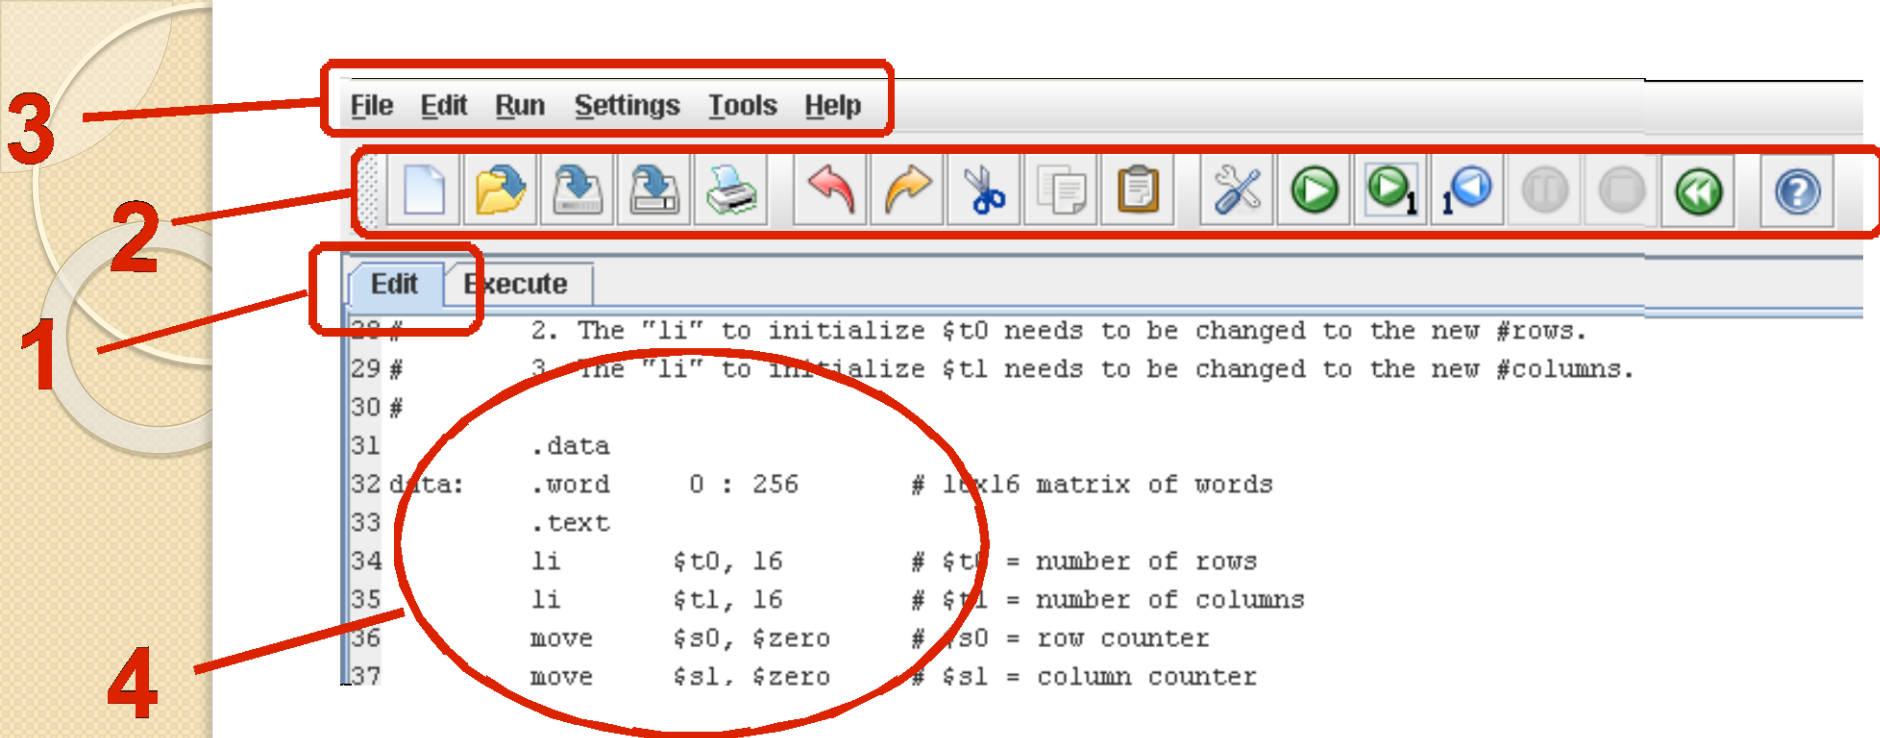 3
File Edit Run Settings Tools Help
2
1 1
1
Edit Execute
28 # 2. The "li" to initialize $t0 needs to be changed to the new #rows.
29 # 3. The "li" to initialize $t1 needs to be changed to the new #columns.
30 #
31 .data
32 data: .word 0 : 256 # 16x16 matrix of words
33 .text
34 li $t0, 16 # $t0 = number of rows
35 li $t1, 16 # $t1 = number of columns
36 move $s0, $zero # $s0 = row counter
37 move $s1, $zero # $s1 = column counter
4